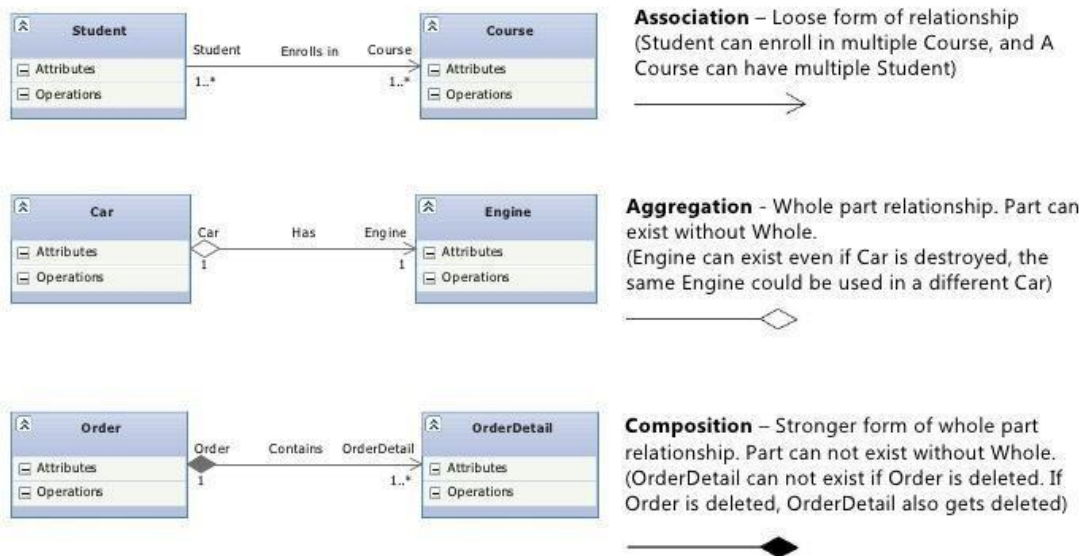 Student
Attributes
Operations
Student
Enrolls in
Course
1..*
1..*
Course
Attributes
Operations
Association – Loose form of relationship
(Student can enroll in multiple Course, and A
Course can have multiple Student)
Car
Attributes
Operations
Car
Has
Engine
1
1
Engine
Attributes
Operations
Aggregation - Whole part relationship. Part can
exist without Whole.
(Engine can exist even if Car is destroyed, the
same Engine could be used in a different Car)
Order
Attributes
Operations
Order
Contains
OrderDetail
1
1..*
OrderDetail
Attributes
Operations
Composition – Stronger form of whole part
relationship. Part can not exist without Whole.
(OrderDetail can not exist if Order is deleted. If
Order is deleted, OrderDetail also gets deleted)